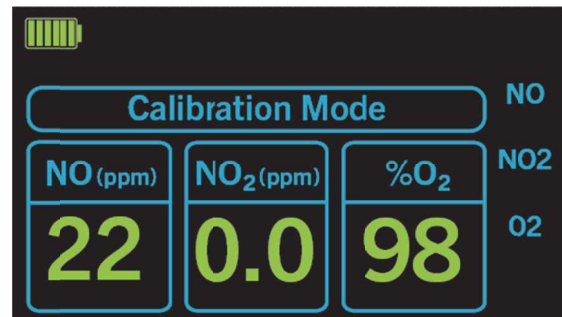 Calibration Mode
NO
NO(ppm) NO₂(ppm) %O₂
NO2
22 0.0 98
O2